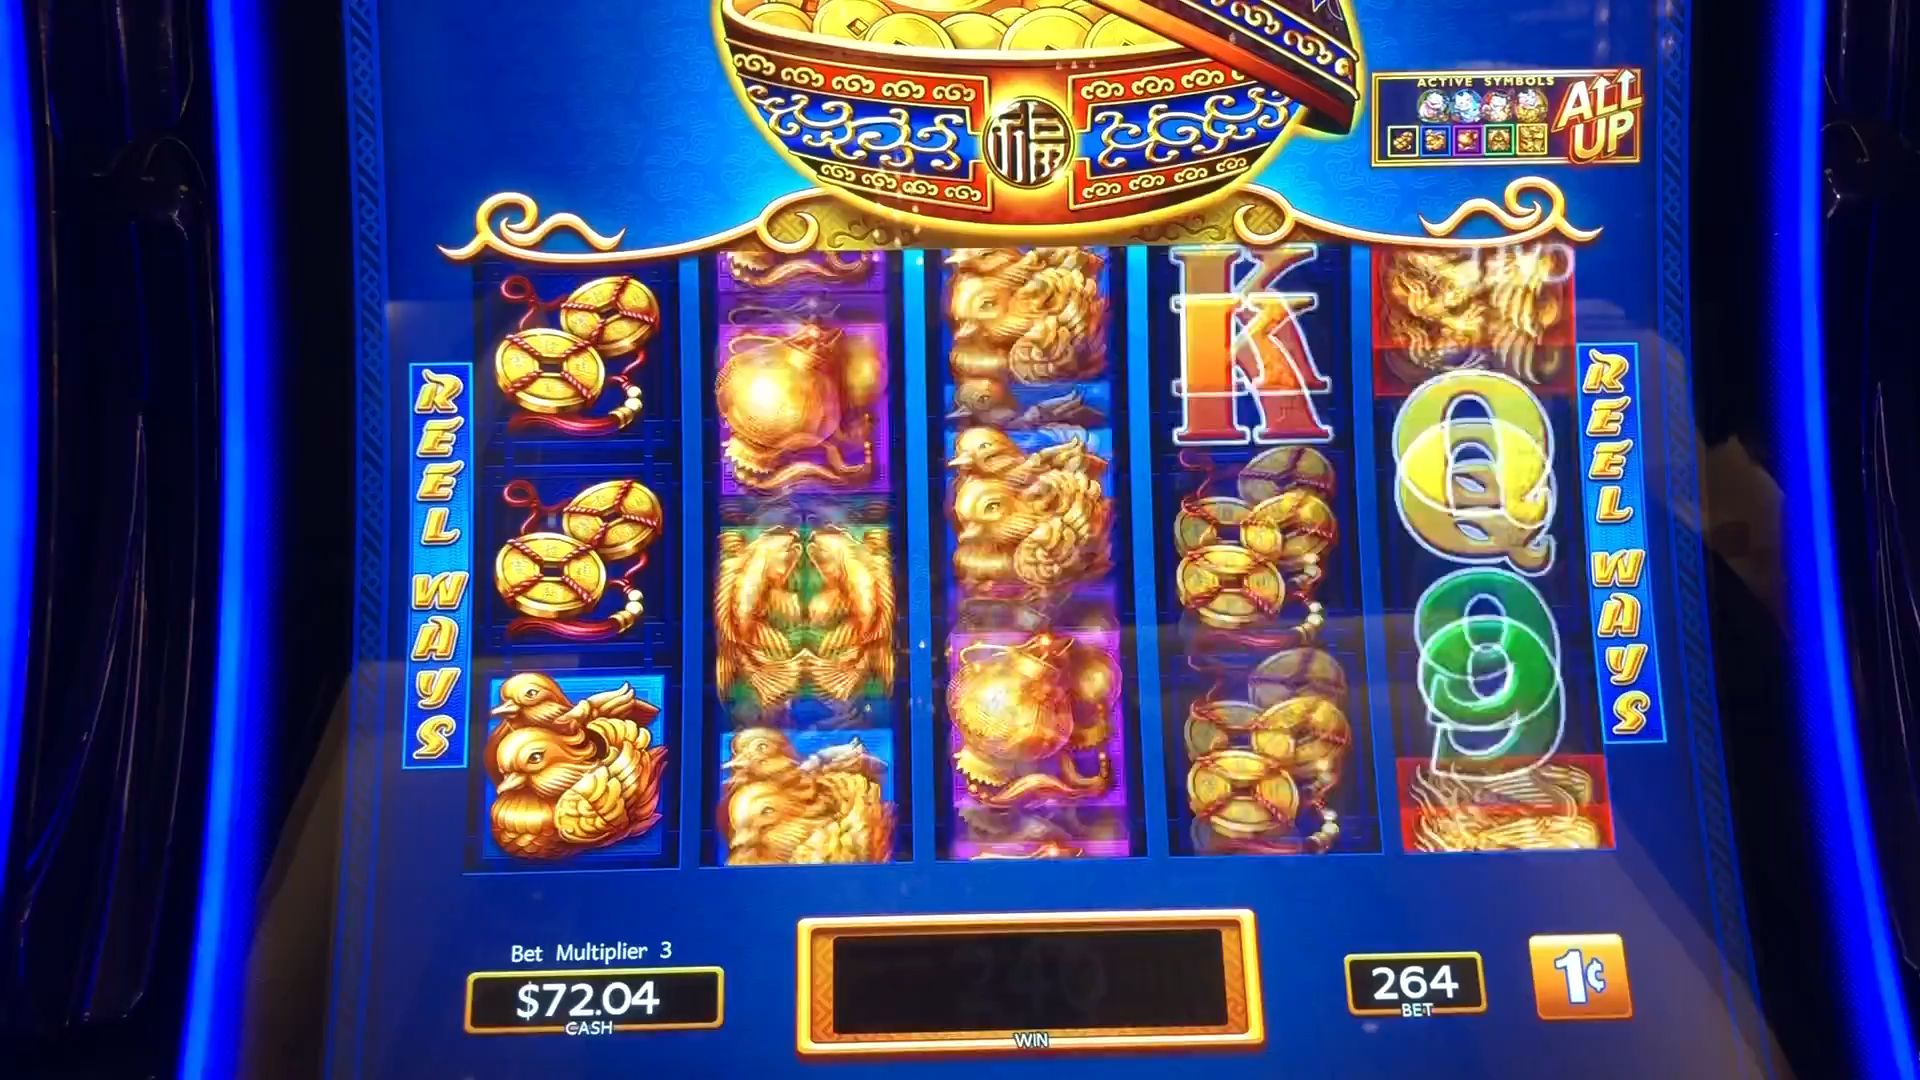 ACTIVE SYMBOLS
ALL
UP
福
K
K
Q
9
REEL WAYS
REEL WAYS
Bet Multiplier 3
$72.04
CASH
WIN
264
BET
1¢